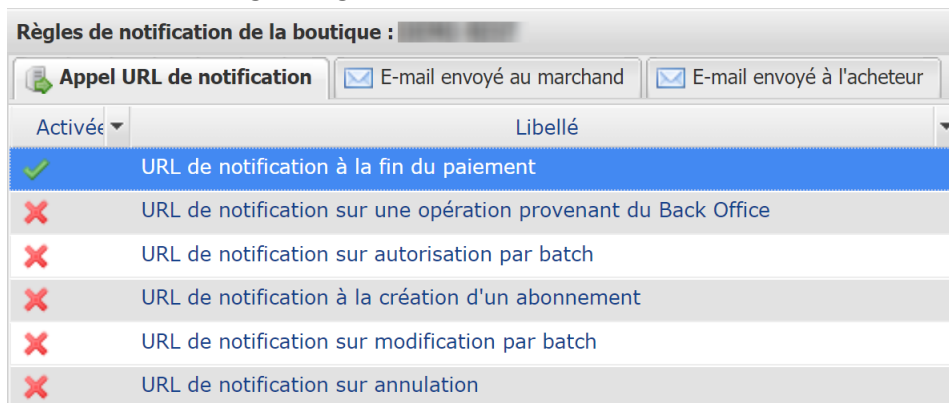 Règles de notification de la boutique :
Appel URL de notification E-mail envoyé au marchand E-mail envoyé à l'acheteur
Activée Libellé
URL de notification à la fin du paiement
URL de notification sur une opération provenant du Back Office
URL de notification sur autorisation par batch
URL de notification à la création d'un abonnement
URL de notification sur modification par batch
URL de notification sur annulation